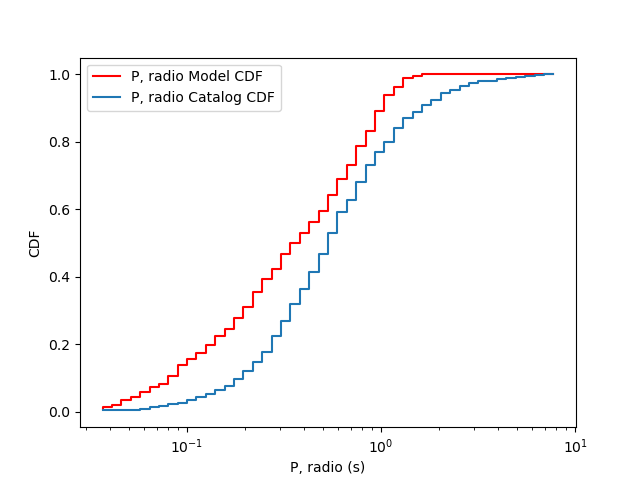 P, radio Model CDF
P, radio Catalog CDF
1.0
0.8
0.6
0.4
0.2
0.0
CDF
10⁻¹ 10⁰ 10¹
P, radio (s)